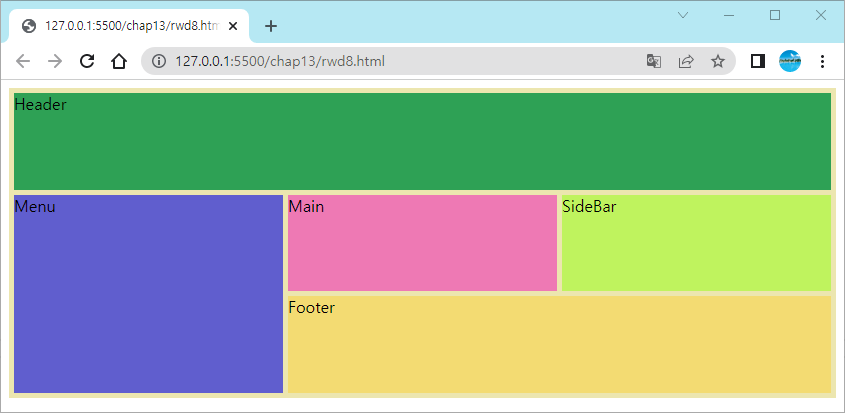 127.0.0.1:5500/chap13/rwd8.htm
127.0.0.1:5500/chap13/rwd8.html
Header
Menu
Main
SideBar
Footer